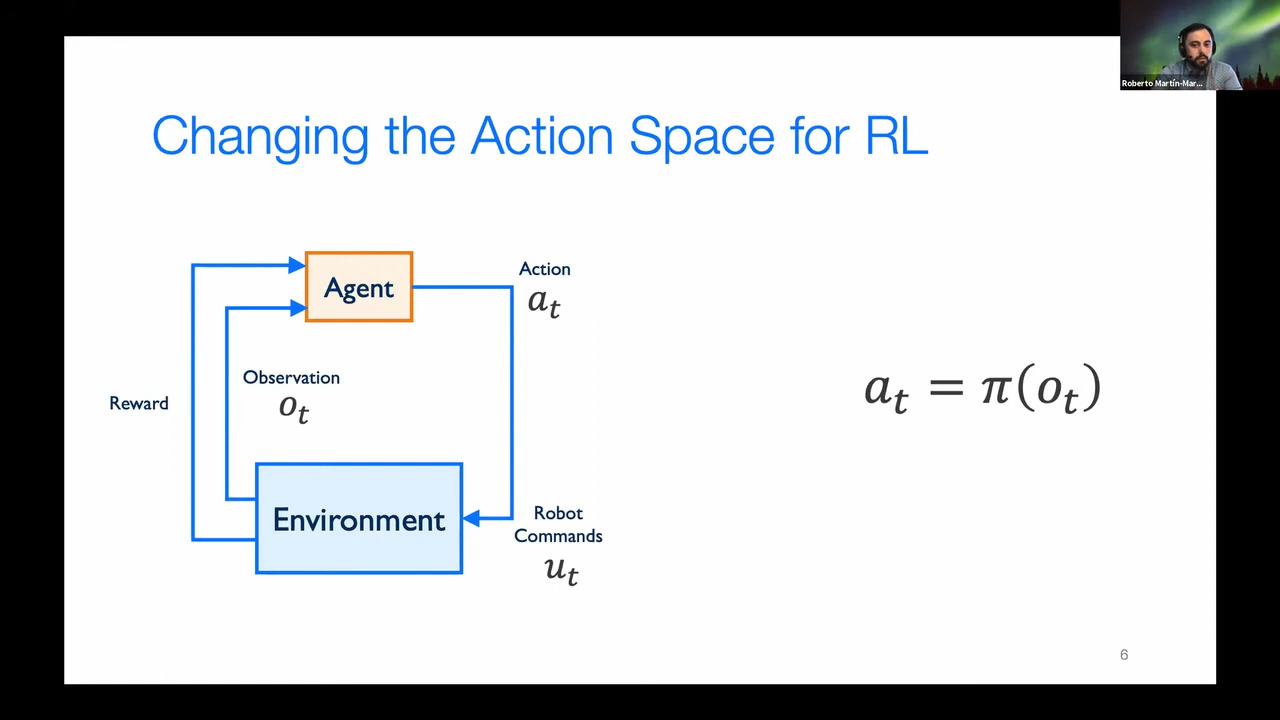 Roberto Martín-Mar...
Changing the Action Space for RL
Agent
Action
a_t
Observation
o_t
Reward
a_t = π(o_t)
Environment
Robot
Commands
u_t
6